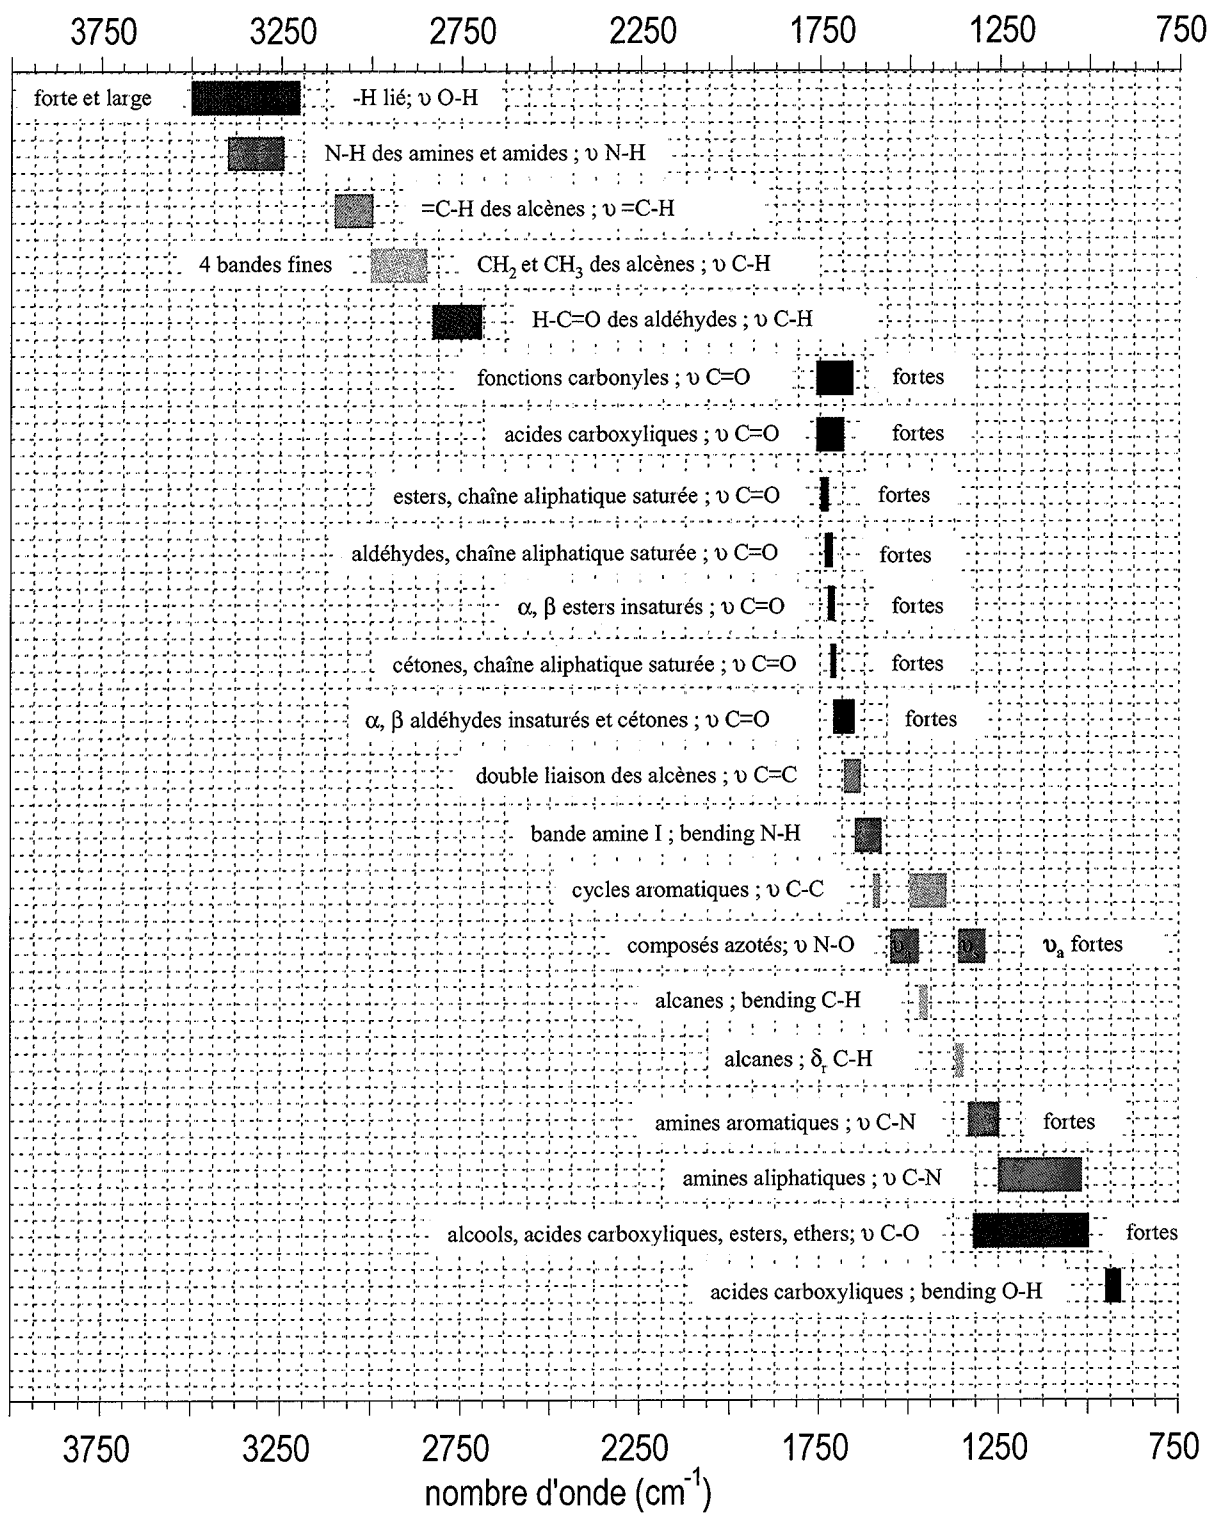 3750 3250 2750 2250 1750 1250 750
forte et large -H lié; υ O-H
N-H des amines et amides ; υ N-H
=C-H des alcènes ; υ =C-H
4 bandes fines CH₂ et CH₃ des alcènes ; υ C-H
H-C=O des aldéhydes ; υ C-H
fonctions carbonyles ; υ C=O fortes
acides carboxyliques ; υ C=O fortes
esters, chaîne aliphatique saturée ; υ C=O fortes
aldéhydes, chaîne aliphatique saturée ; υ C=O fortes
α, β esters insaturés ; υ C=O fortes
cétones, chaîne aliphatique saturée ; υ C=O fortes
α, β aldéhydes insaturés et cétones ; υ C=O fortes
double liaison des alcènes ; υ C=C
bande amine I ; bending N-H
cycles aromatiques ; υ C-C
composés azotés; υ N-O υ υ υₐ fortes
alcanes ; bending C-H
alcanes ; δᵣ C-H
amines aromatiques ; υ C-N fortes
amines aliphatiques ; υ C-N
alcools, acides carboxyliques, esters, ethers; υ C-O fortes
acides carboxyliques ; bending O-H
3750 3250 2750 2250 1750 1250 750
nombre d'onde (cm⁻¹)